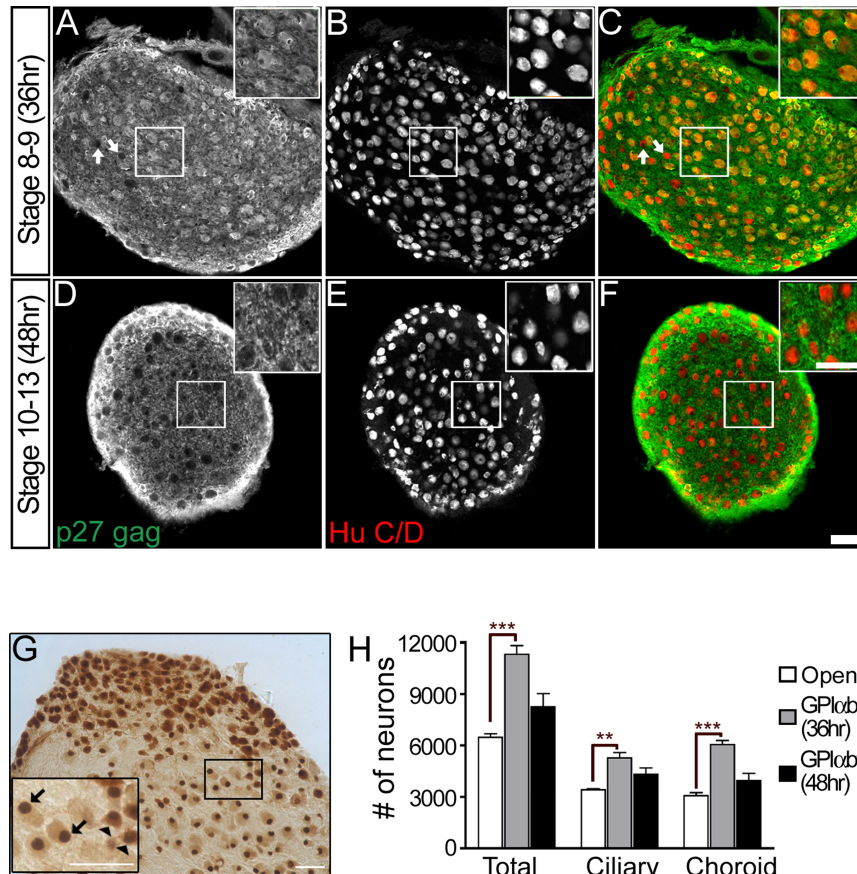 Stage 8-9 (36hr)
A
B
C
Stage 10-13 (48hr)
D
E
F
p27 gag
Hu C/D
G
H
# of neurons
12000
9000
6000
3000
0
***
**
***
Total
Ciliary
Choroid
Open
GPIαb
(36hr)
GPIαb
(48hr)